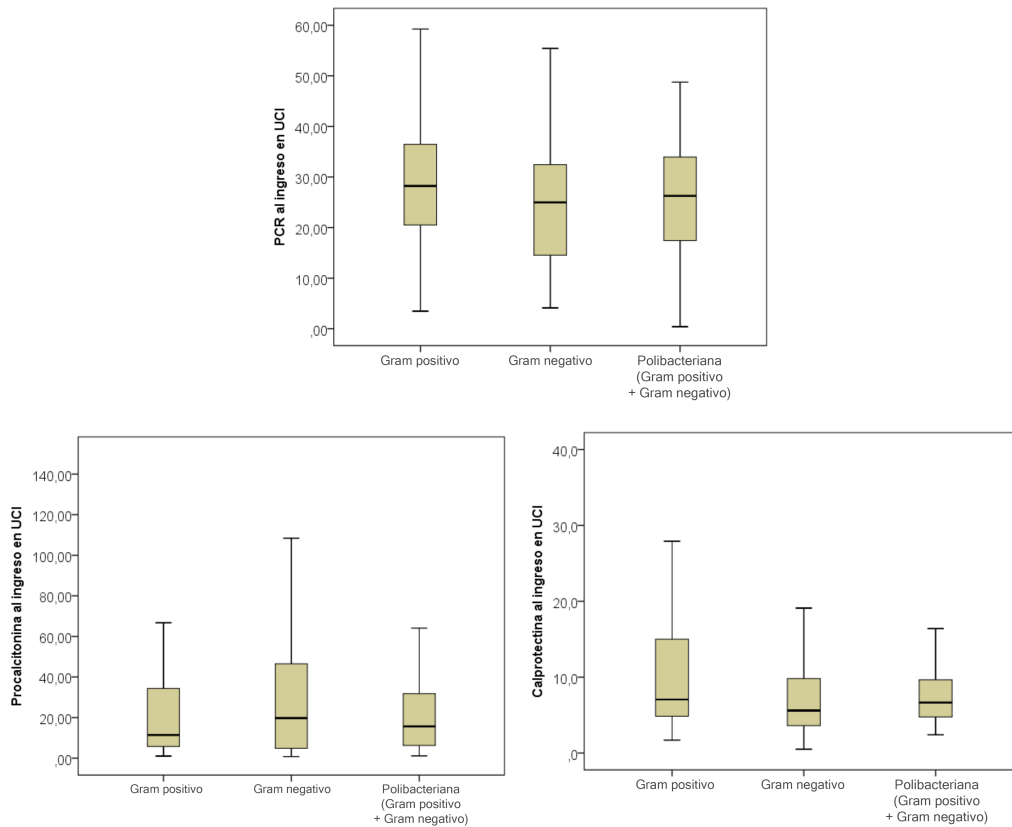 PCR al ingreso en UCI
60,00
50,00
40,00
30,00
20,00
10,00
,00
Gram positivo
Gram negativo
Polibacteriana
(Gram positivo
+ Gram negativo)
Procalcitonina al ingreso en UCI
140,00
120,00
100,00
80,00
60,00
40,00
20,00
,00
Gram positivo
Gram negativo
Polibacteriana
(Gram positivo
+ Gram negativo)
Calprotectina al ingreso en UCI
40,0
30,0
20,0
10,0
,0
Gram positivo
Gram negativo
Polibacteriana
(Gram positivo
+ Gram negativo)